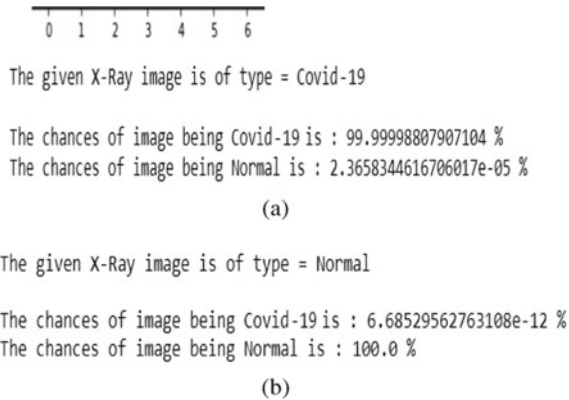 0 1 2 3 4 5 6
The given X-Ray image is of type = Covid-19
The chances of image being Covid-19 is : 99.99998807907104 %
The chances of image being Normal is : 2.3658344616706017e-05 %
(a)
The given X-Ray image is of type = Normal
The chances of image being Covid-19 is : 6.68529562763108e-12 %
The chances of image being Normal is : 100.0 %
(b)